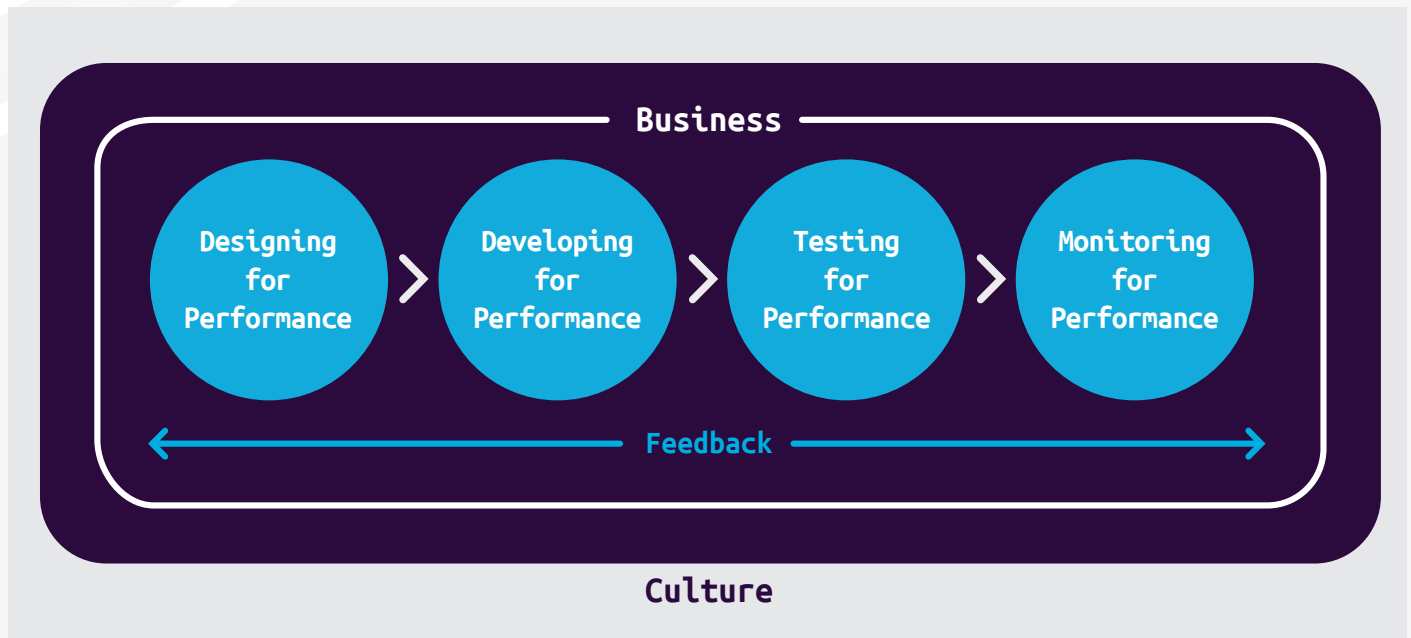 Business
Designing
for
Performance
Developing
for
Performance
Testing
for
Performance
Monitoring
for
Performance
Feedback
Culture